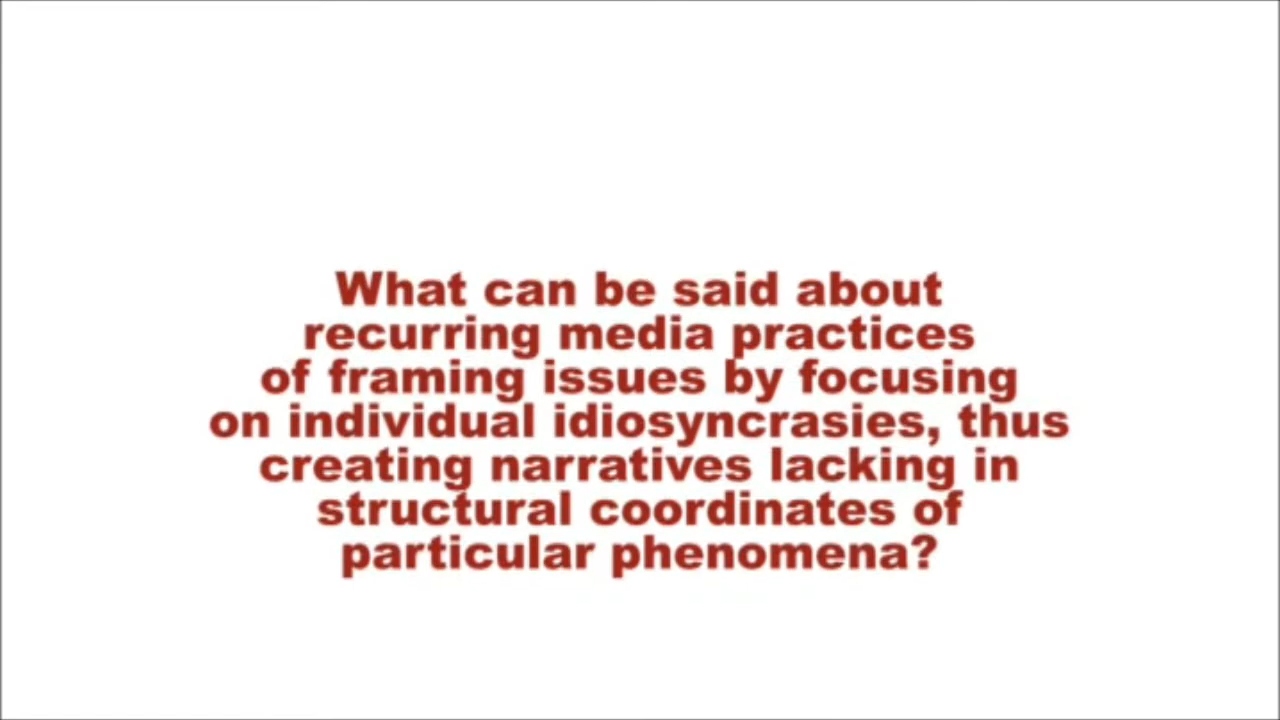 What can be said about
recurring media practices
of framing issues by focusing
on individual idiosyncrasies, thus
creating narratives lacking in
structural coordinates of
particular phenomena?